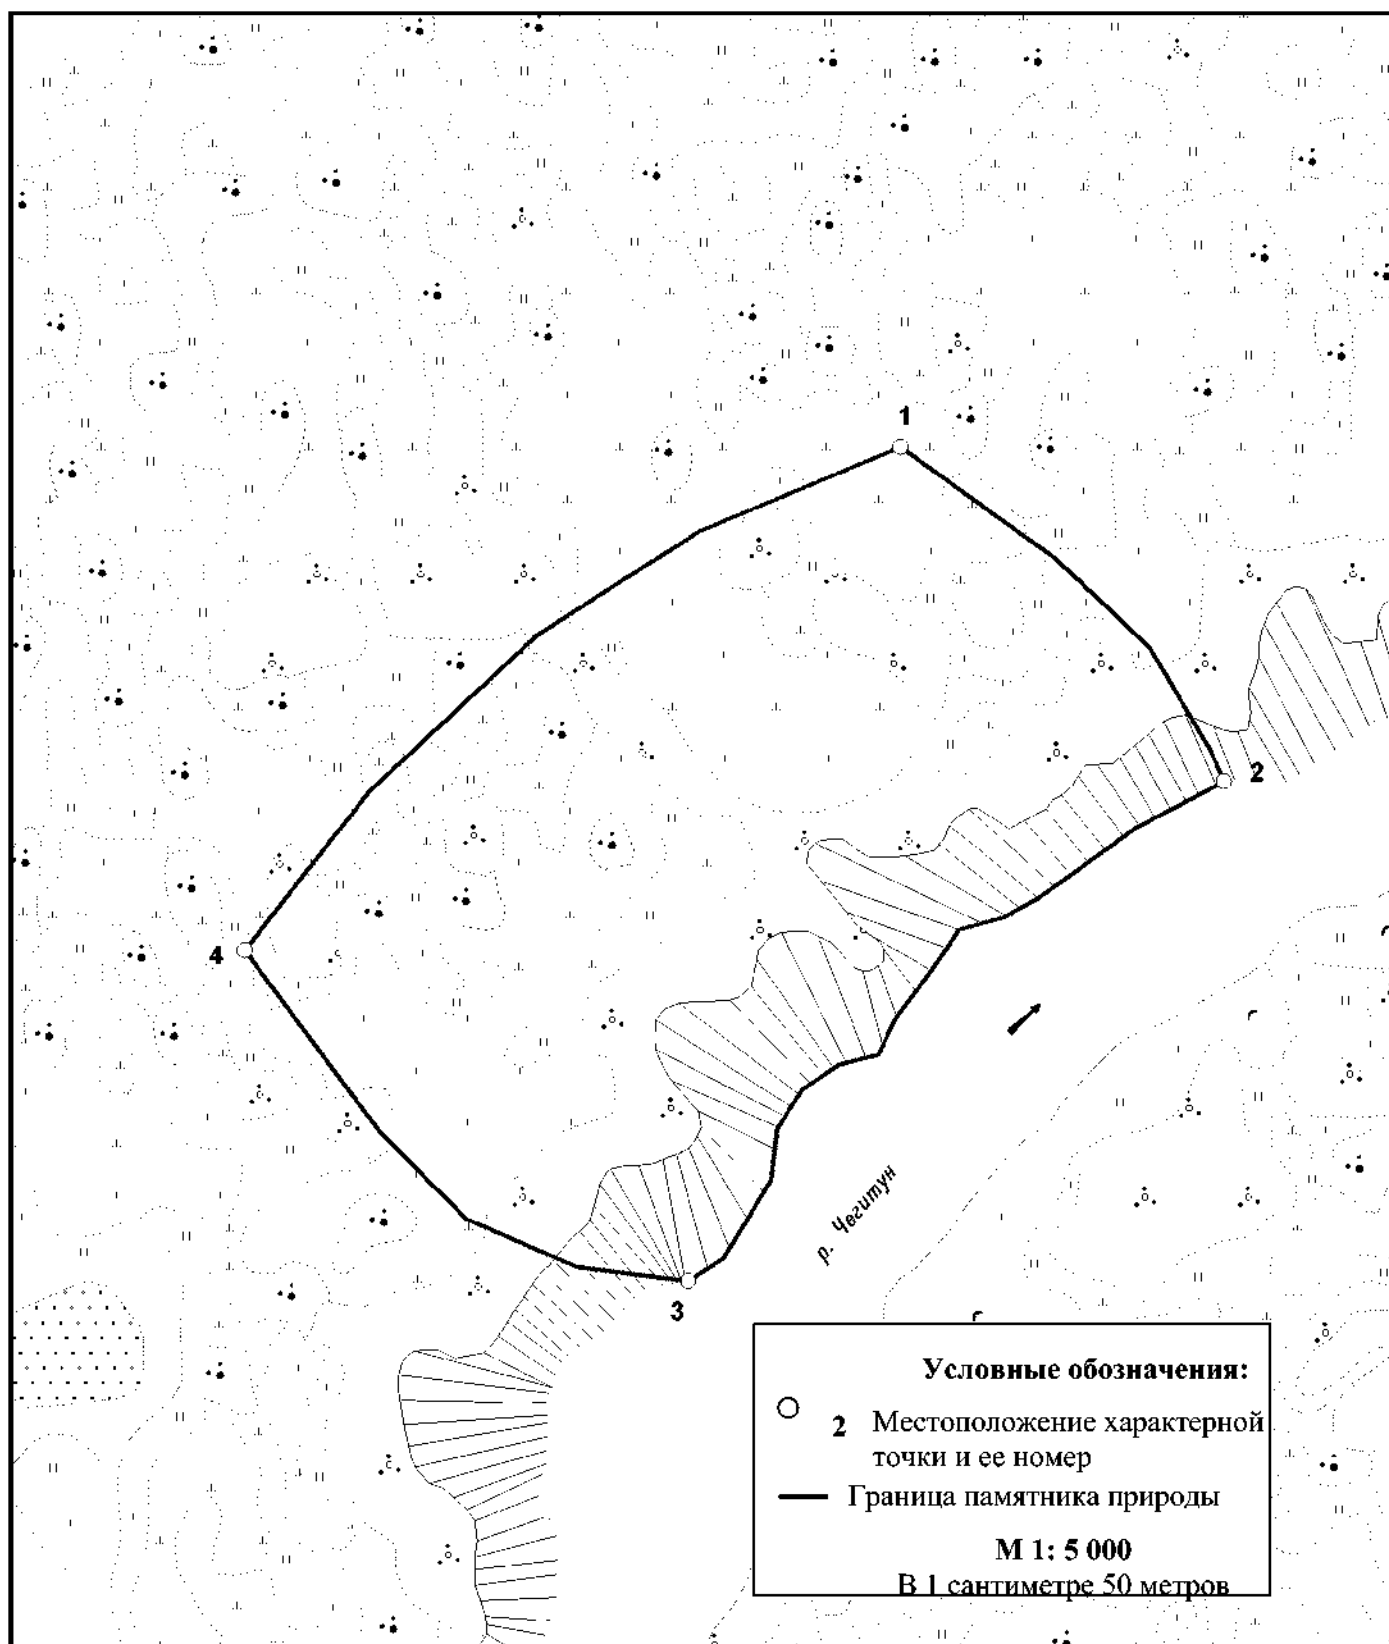 1
2
4
р. Чегитун
3
Условные обозначения:
2 Местоположение характерной
точки и ее номер
Граница памятника природы
М 1: 5 000
В 1 сантиметре 50 метров